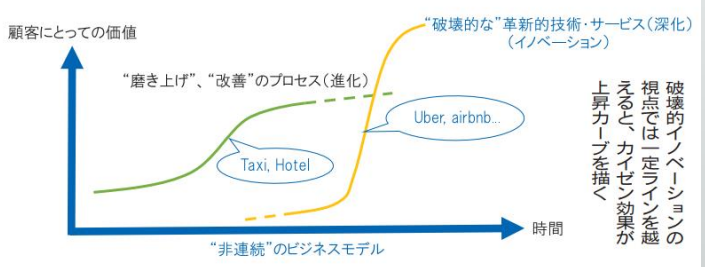 顧客にとっての価値
“破壊的な”革新的技術・サービス（深化）
（イノベーション）
“磨き上げ”、“改善”のプロセス（進化）
Uber, airbnb...
Taxi, Hotel
時間
“非連続”のビジネスモデル
破壊的イノベーションの
視点では一定ラインを越
えると、カイゼン効果が
上昇カーブを描く